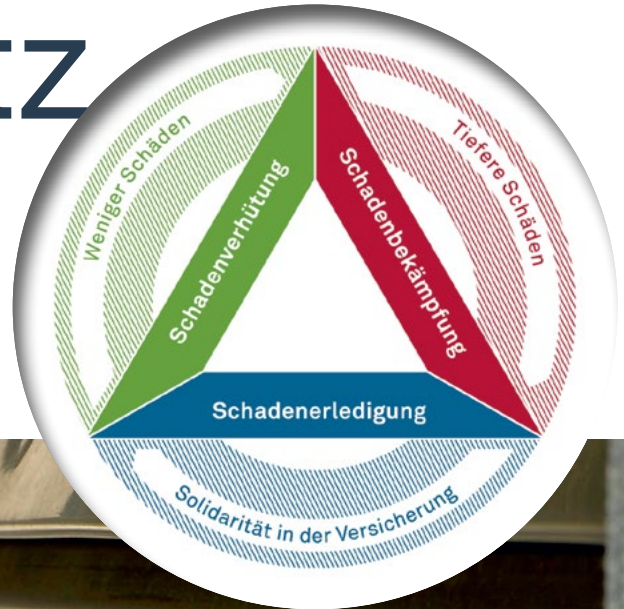 Weniger Schäden
Schadenverhütung
Schadenbekämpfung
Tiefere Schäden
Schadenerledigung
Solidarität in der Versicherung